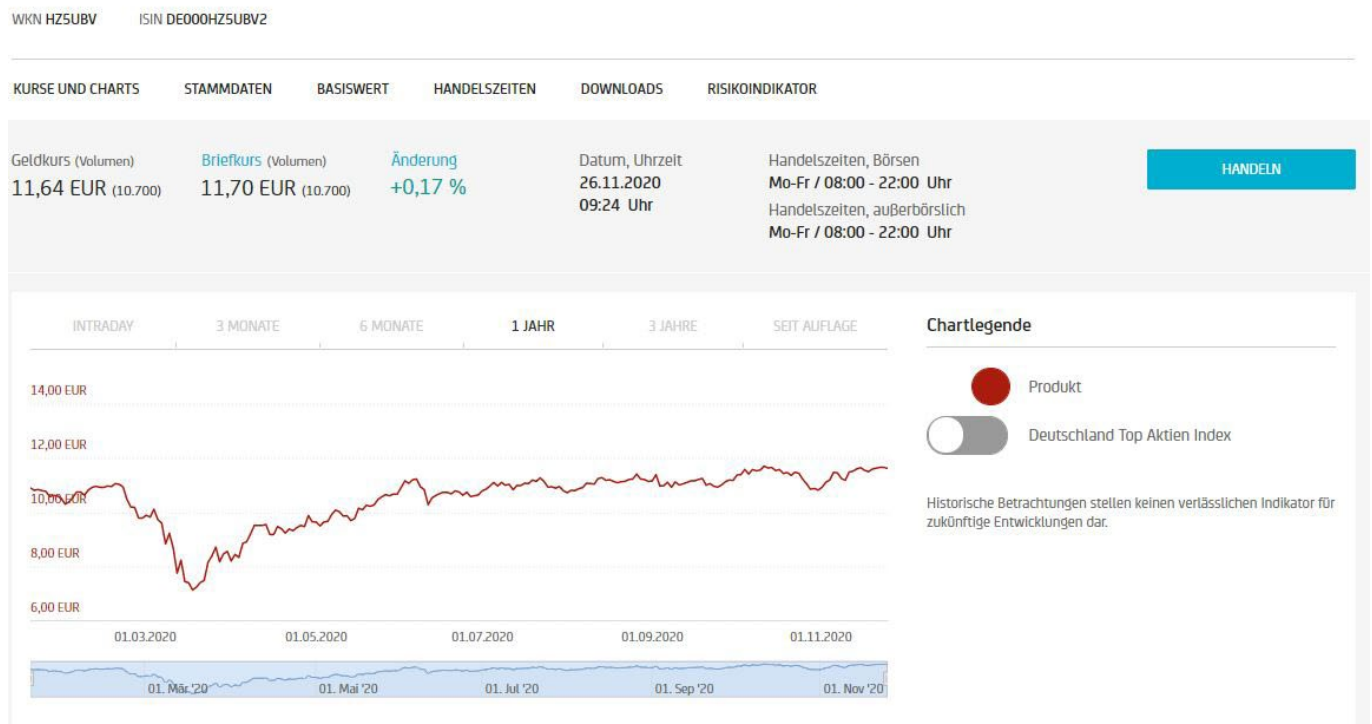 WKN HZ5UBV ISIN DE000HZ5UBV2
KURSE UND CHARTS STAMMDATEN BASISWERT HANDELSZEITEN DOWNLOADS RISIKOINDIKATOR
Geldkurs (Volumen) Briefkurs (Volumen) Änderung Datum, Uhrzeit Handelszeiten, Börsen
11,64 EUR (10.700) 11,70 EUR (10.700) +0,17 % 26.11.2020 Mo-Fr / 08:00 - 22:00 Uhr
09:24 Uhr Handelszeiten, außerbörslich
Mo-Fr / 08:00 - 22:00 Uhr
HANDELN
INTRADAY 3 MONATE 6 MONATE 1 JAHR 3 JAHRE SEIT AUFLAGE
14,00 EUR
12,00 EUR
10,00 EUR
8,00 EUR
6,00 EUR
01.03.2020 01.05.2020 01.07.2020 01.09.2020 01.11.2020
01. Mär '20 01. Mai '20 01. Jul '20 01. Sep '20 01. Nov '20
Chartlegende
Produkt
Deutschland Top Aktien Index
Historische Betrachtungen stellen keinen verlässlichen Indikator für
zukünftige Entwicklungen dar.